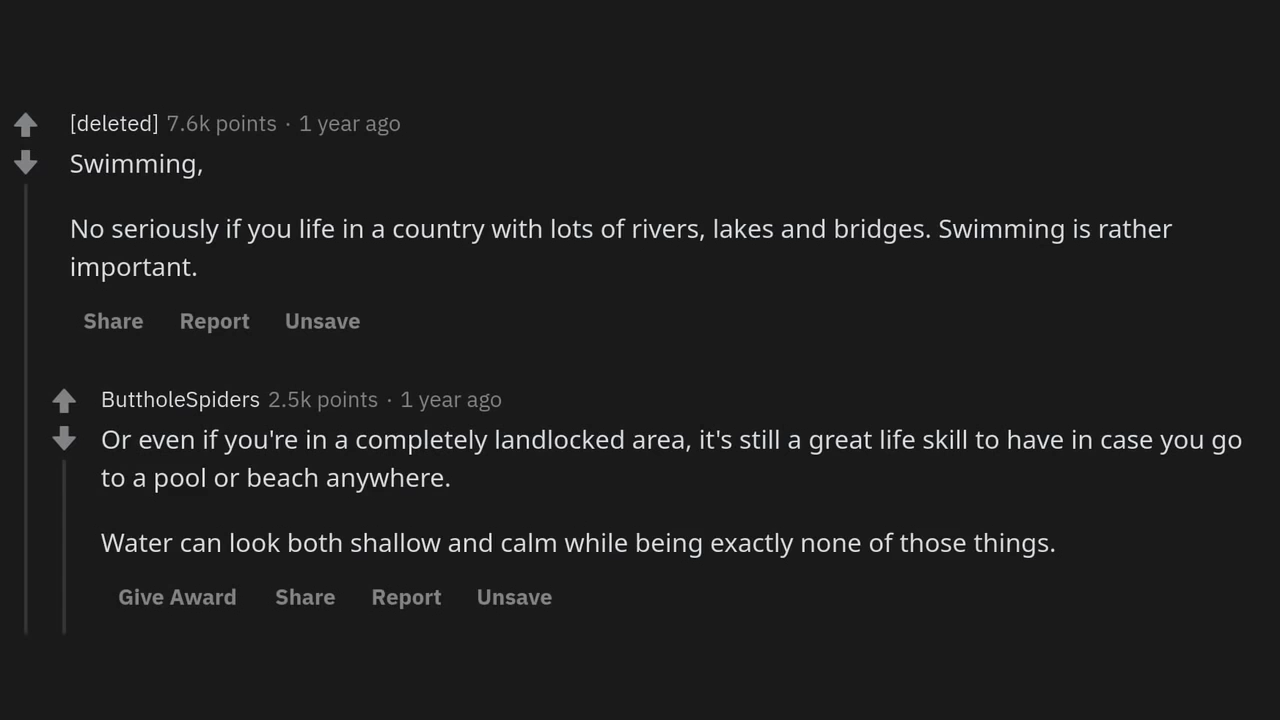 [deleted] 7.6k points · 1 year ago
Swimming,
No seriously if you life in a country with lots of rivers, lakes and bridges. Swimming is rather
important.
Share Report Unsave
ButtholeSpiders 2.5k points · 1 year ago
Or even if you're in a completely landlocked area, it's still a great life skill to have in case you go
to a pool or beach anywhere.
Water can look both shallow and calm while being exactly none of those things.
Give Award Share Report Unsave